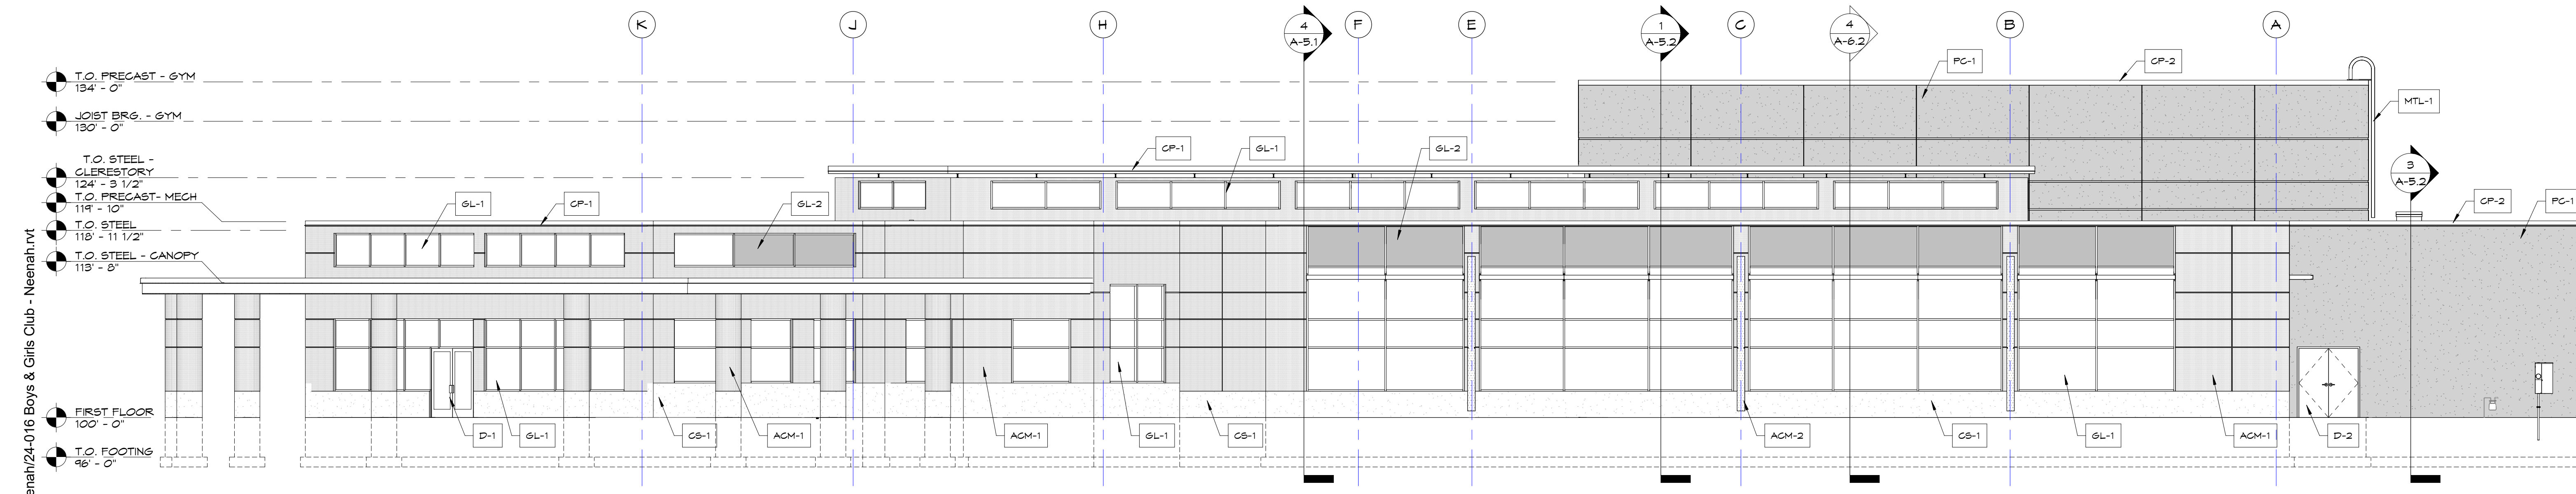 K
J
H
4
A-5.1
F
E
1
A-5.2
C
4
A-6.2
B
A
T.O. PRECAST - GYM
134' - 0"
JOIST BRG. - GYM
130' - 0"
T.O. STEEL -
CLERESTORY
124' - 3 1/2"
T.O. PRECAST- MECH
119' - 10"
T.O. STEEL
118' - 11 1/2"
T.O. STEEL - CANOPY
113' - 8"
FIRST FLOOR
100' - 0"
T.O. FOOTING
96' - 0"
PC-1
CP-2
MTL-1
CP-1
GL-1
GL-2
3
A-5.2
GL-1
CP-1
GL-2
CP-2
PC-1
D-1
GL-1
CS-1
ACM-1
ACM-1
GL-1
CS-1
ACM-2
CS-1
GL-1
ACM-1
D-2
enah/24-016 Boys & Girls Club - Neenah.rvt